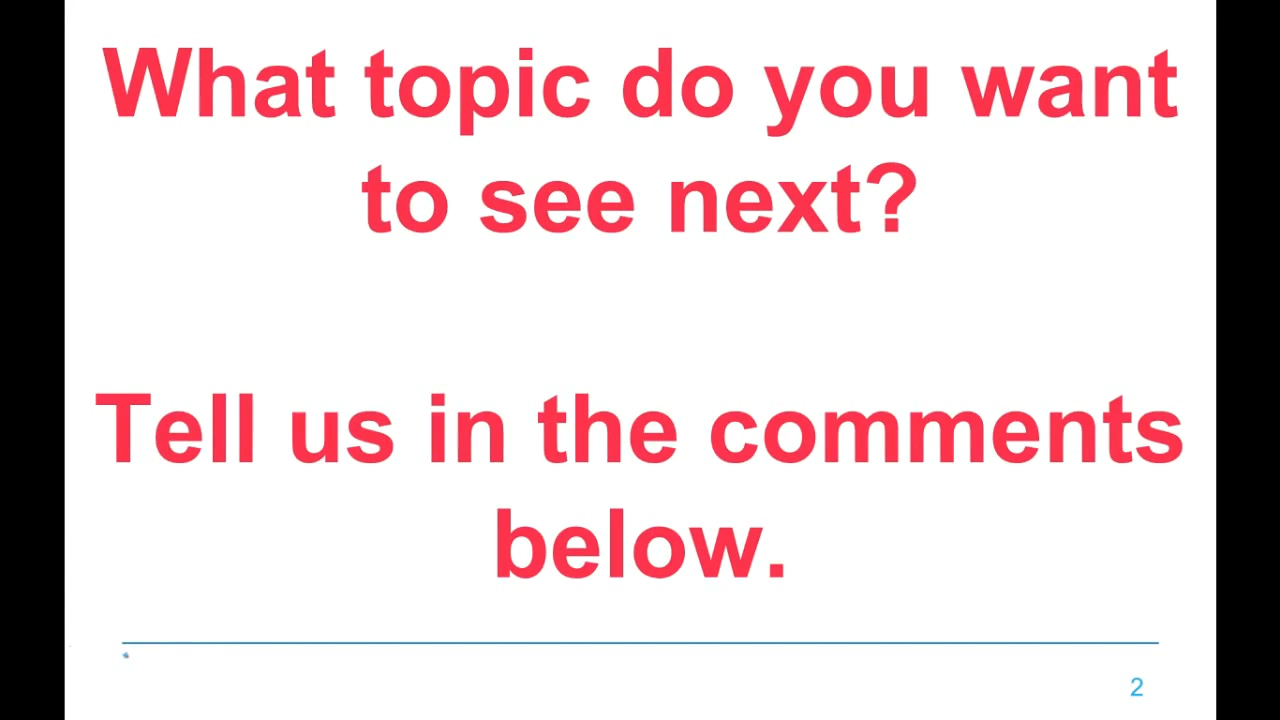 What topic do you want
to see next?
Tell us in the comments
below.
2